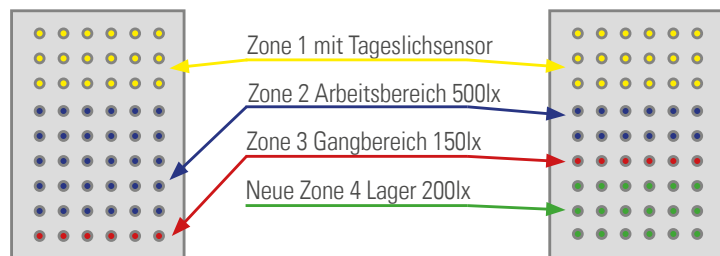 Zone 1 mit Tageslichsensor
Zone 2 Arbeitsbereich 500lx
Zone 3 Gangbereich 150lx
Neue Zone 4 Lager 200lx